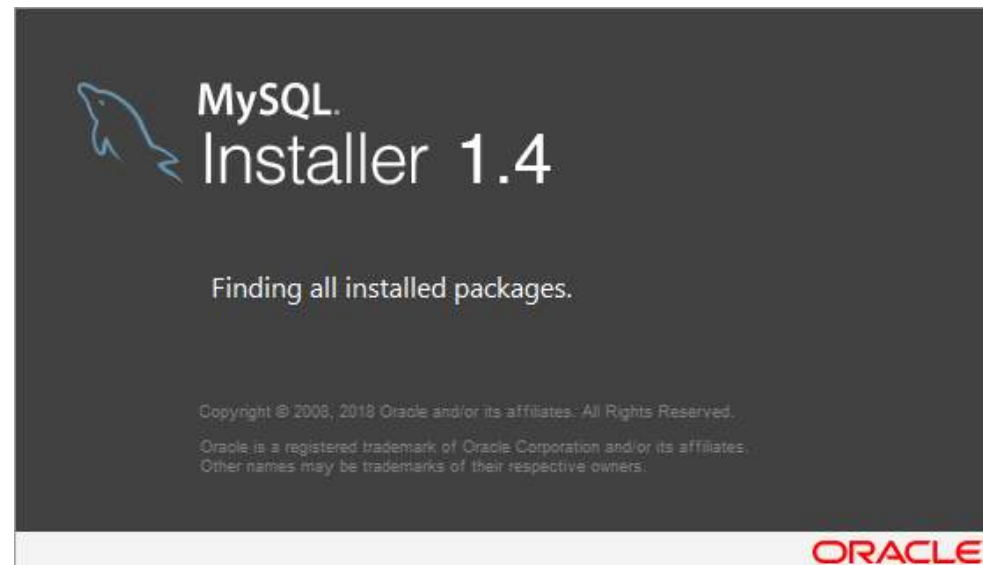 MySQL.
Installer 1.4
Finding all installed packages.
Copyright © 2008, 2018 Oracle and/or its affiliates. All Rights Reserved.
Oracle is a registered trademark of Oracle Corporation and/or its affiliates.
Other names may be trademarks of their respective owners.
ORACLE